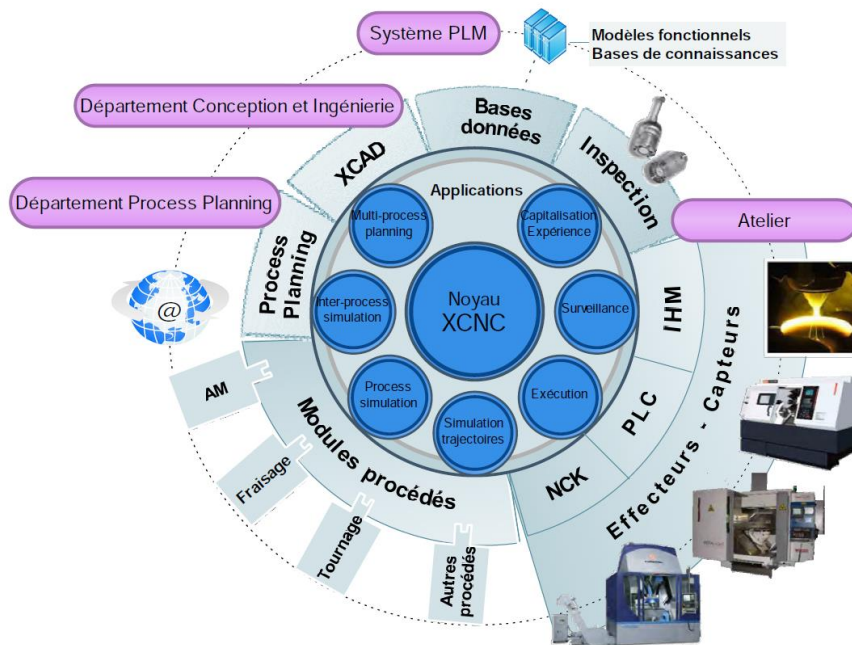 Système PLM
Modèles fonctionnels
Bases de connaissances
Département Conception et Ingénierie
Bases
données
XCAD
Inspection
Applications
Département Process Planning
Atelier
Multi-process
planning
Capitalisation
Expérience
Process
Planning
Noyau
XCNC
Inter-process
simulation
Surveillance
IHM
@
Process
simulation
Exécution
Simulation
trajectoires
PLC
NCK
Effecteurs - Capteurs
AM
Modules procédés
Fraisage
Tournage
Autres
procédés